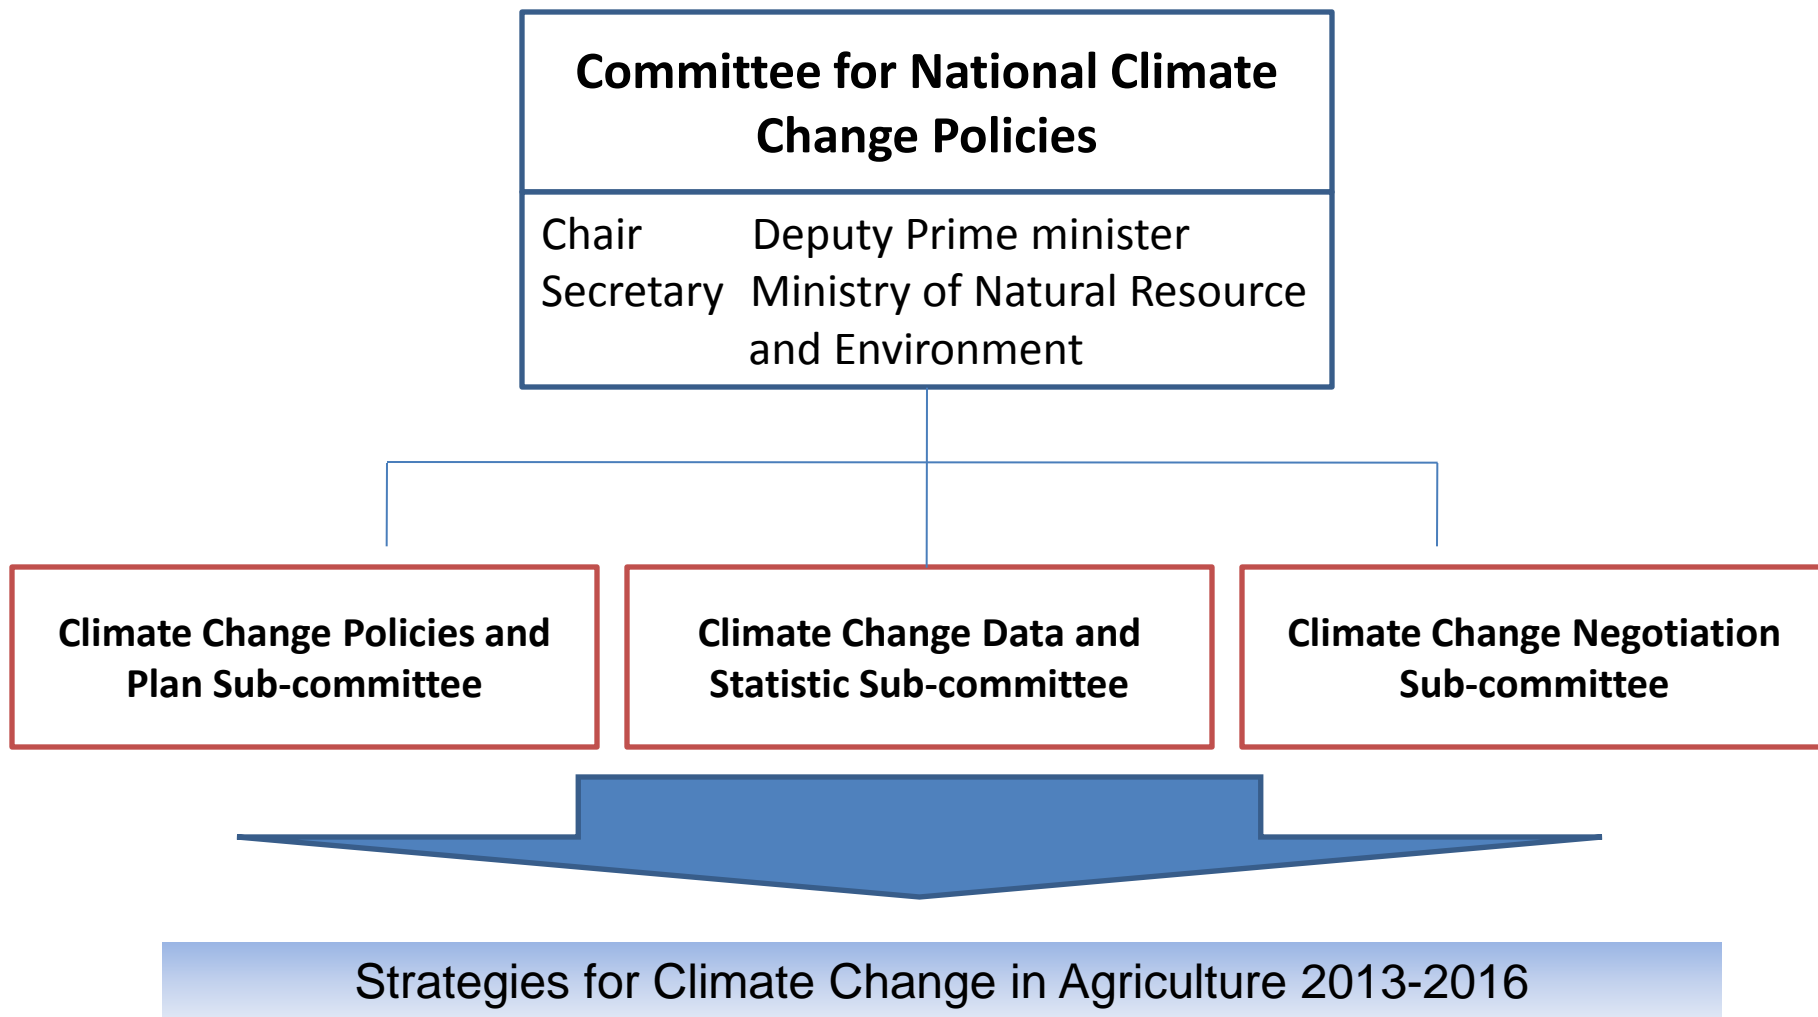 Committee for National Climate
Change Policies
Chair Deputy Prime minister
Secretary Ministry of Natural Resource
and Environment
Climate Change Policies and
Plan Sub-committee
Climate Change Data and
Statistic Sub-committee
Climate Change Negotiation
Sub-committee
Strategies for Climate Change in Agriculture 2013-2016